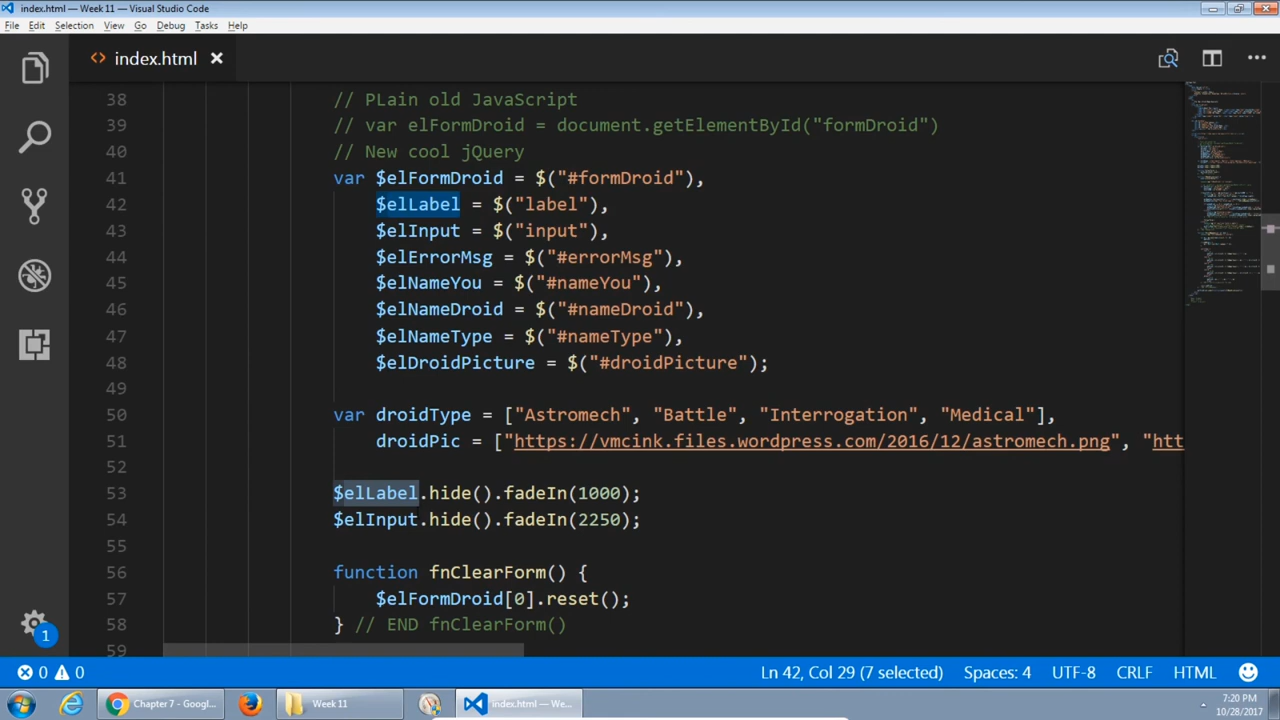 index.html — Week 11 — Visual Studio Code
File Edit Selection View Go Debug Tasks Help
index.html
38 // PLain old JavaScript
39 // var elFormDroid = document.getElementById("formDroid")
40 // New cool jQuery
41 var $elFormDroid = $("#formDroid"),
42 $elLabel = $("label"),
43 $elInput = $("input"),
44 $elErrorMsg = $("#errorMsg"),
45 $elNameYou = $("#nameYou"),
46 $elNameDroid = $("#nameDroid"),
47 $elNameType = $("#nameType"),
48 $elDroidPicture = $("#droidPicture");
49
50 var droidType = ["Astromech", "Battle", "Interrogation", "Medical"],
51 droidPic = ["https://vmcink.files.wordpress.com/2016/12/astromech.png", "htt
52
53 $elLabel.hide().fadeIn(1000);
54 $elInput.hide().fadeIn(2250);
55
56 function fnClearForm() {
57 $elFormDroid[0].reset();
58 } // END fnClearForm()
59
1
0 0 Ln 42, Col 29 (7 selected) Spaces: 4 UTF-8 CRLF HTML
Chapter 7 - Googl... Week 11 index.html — We... 7:20 PM
10/28/2017